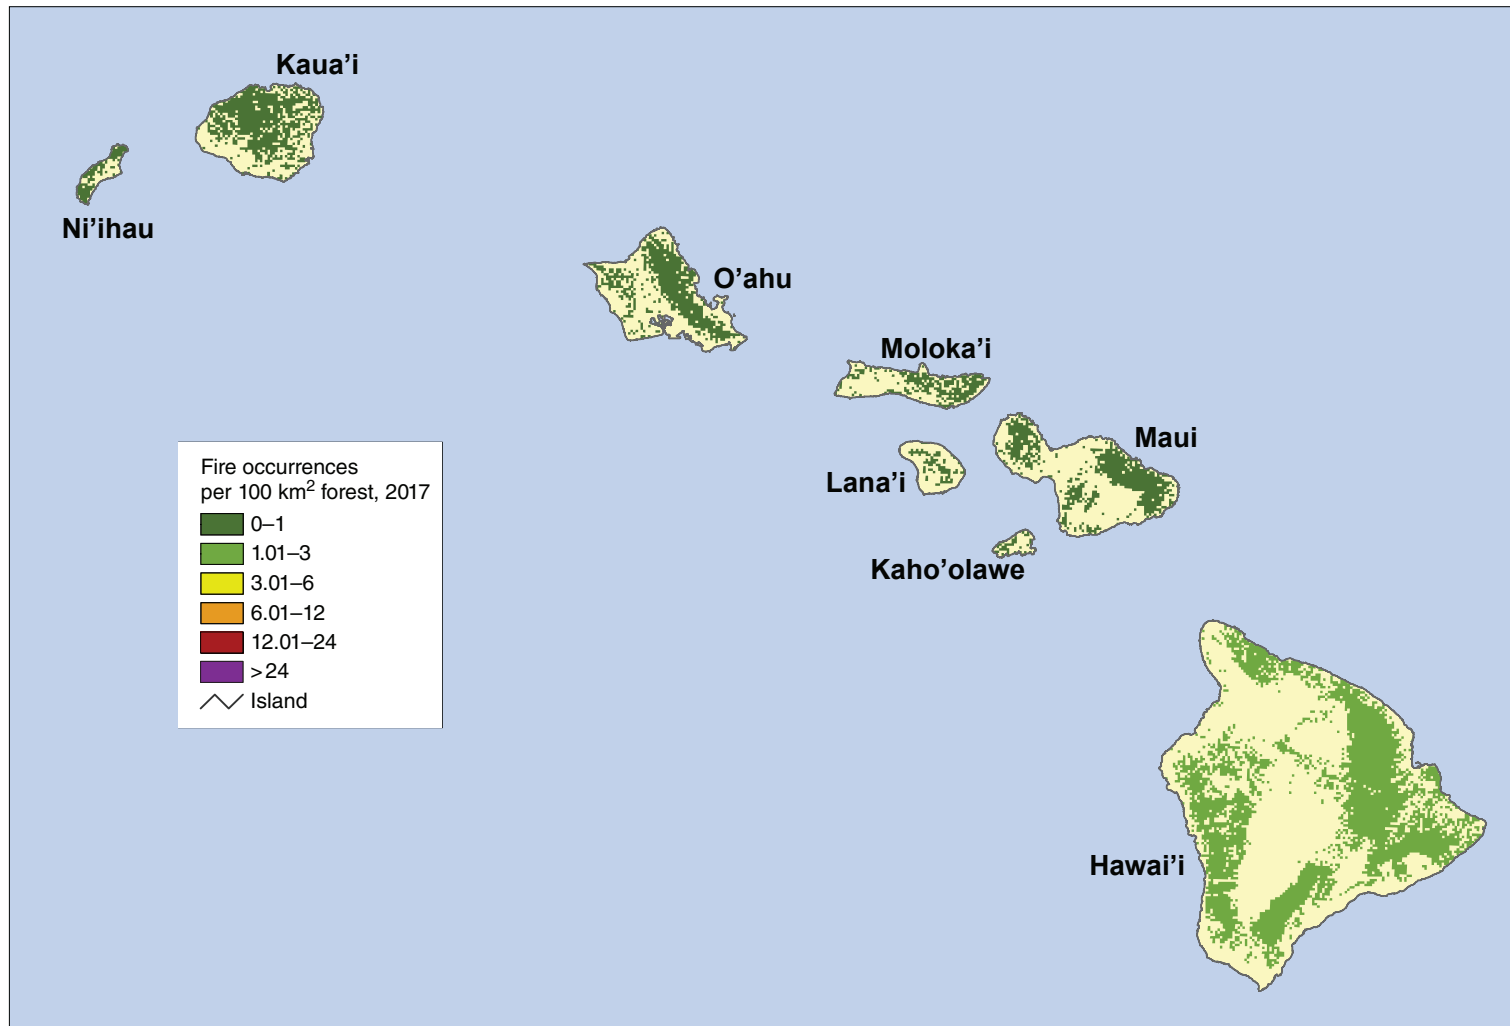 Kaua’i
Ni’ihau
O’ahu
Moloka’i
Maui
Lana’i
Kaho’olawe
Hawai’i
Fire occurrences
per 100 km² forest, 2017
0–1
1.01–3
3.01–6
6.01–12
12.01–24
>24
Island